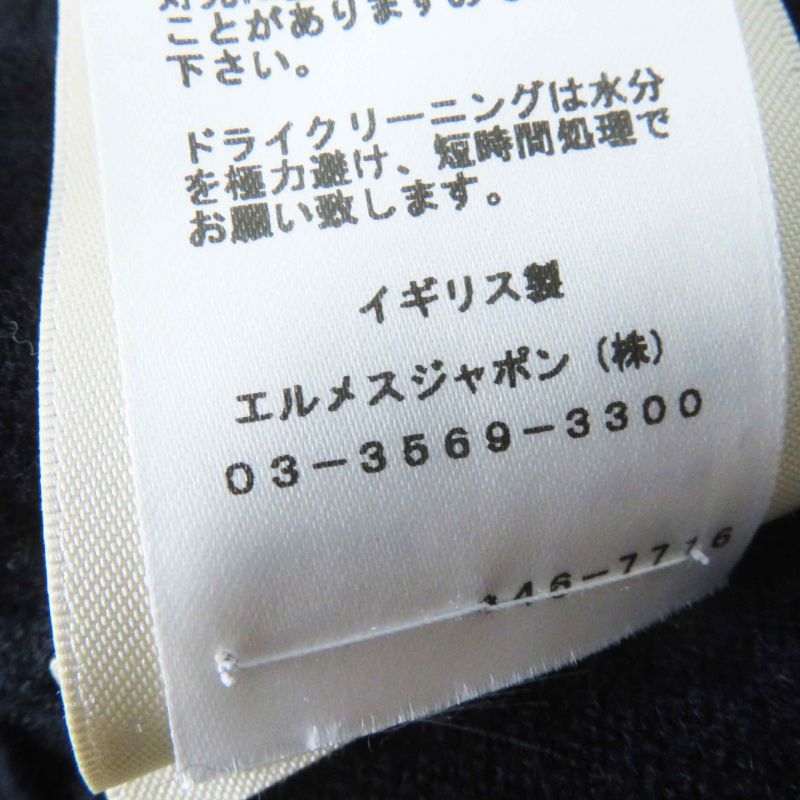 ことがあります
下さい。
ドライクリーニングは水分
を極力避け、短時間処理で
お願い致します。
イギリス製
エルメスジャポン(株)
03-3569-3300
146-7716